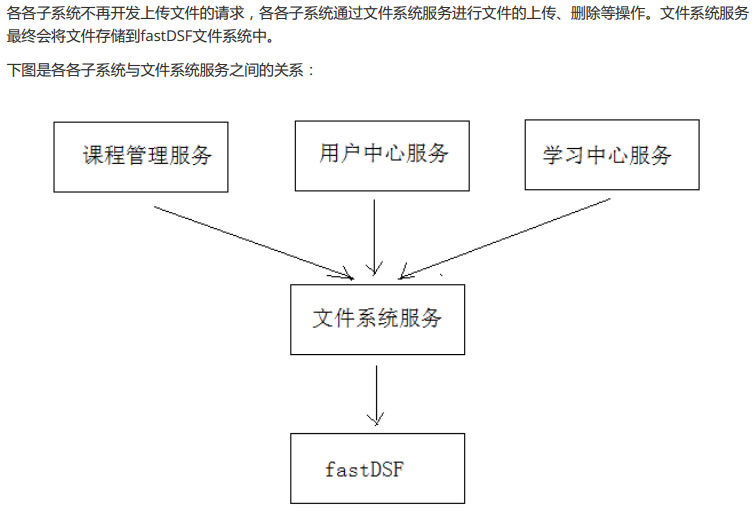 各各子系统不再开发上传文件的请求，各各子系统通过文件系统服务进行文件的上传、删除等操作。文件系统服务
最终会将文件存储到fastDSF文件系统中。
下图是各各子系统与文件系统服务之间的关系：
课程管理服务
用户中心服务
学习中心服务
文件系统服务
fastDSF